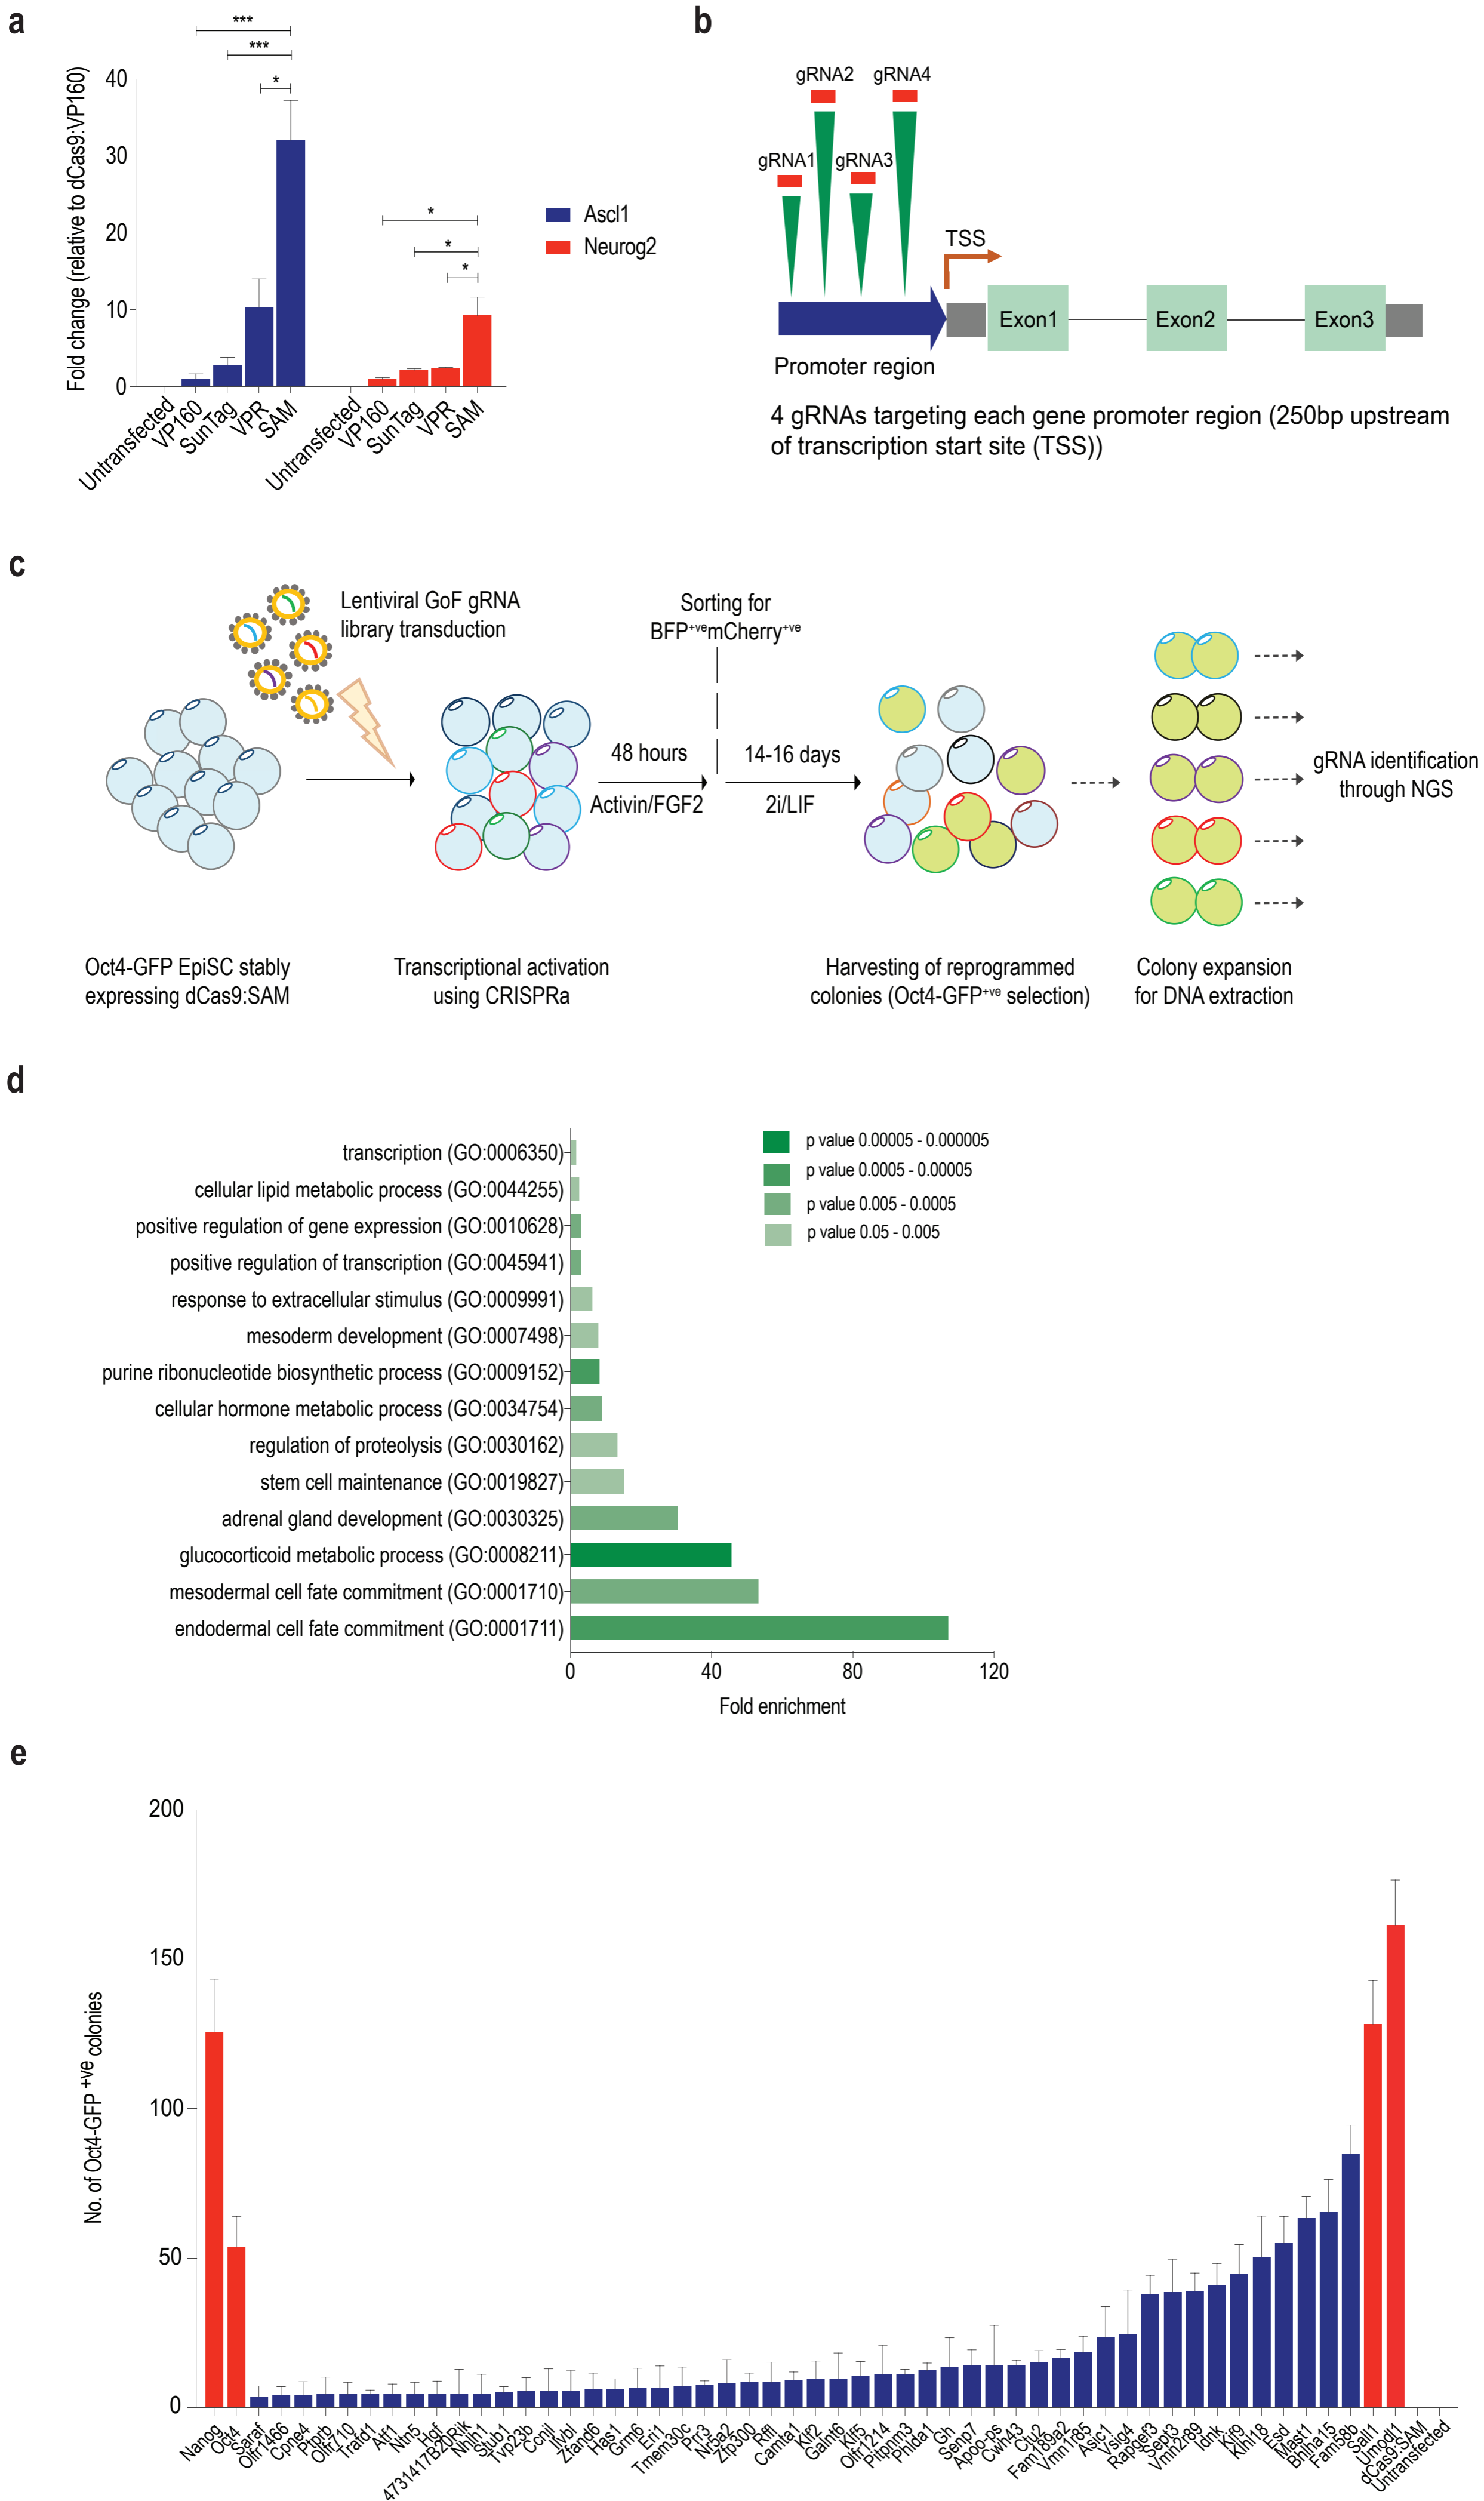 a
***
***
*
40
30
20
10
0
Fold change (relative to dCas9:VP160)
*
*
*
Ascl1
Neurog2
Untransfected
VP160
SunTag
VPR
SAM
Untransfected
VP160
SunTag
VPR
SAM
b
gRNA2
gRNA4
gRNA1
gRNA3
TSS
Exon1
Exon2
Exon3
Promoter region
4 gRNAs targeting each gene promoter region (250bp upstream
of transcription start site (TSS))
c
Lentiviral GoF gRNA
library transduction
Sorting for
BFP+vemCherry+ve
48 hours
Activin/FGF2
14-16 days
2i/LIF
gRNA identification
through NGS
Oct4-GFP EpiSC stably
expressing dCas9:SAM
Transcriptional activation
using CRISPRa
Harvesting of reprogrammed
colonies (Oct4-GFP+ve selection)
Colony expansion
for DNA extraction
d
transcription (GO:0006350)
cellular lipid metabolic process (GO:0044255)
positive regulation of gene expression (GO:0010628)
positive regulation of transcription (GO:0045941)
response to extracellular stimulus (GO:0009991)
mesoderm development (GO:0007498)
purine ribonucleotide biosynthetic process (GO:0009152)
cellular hormone metabolic process (GO:0034754)
regulation of proteolysis (GO:0030162)
stem cell maintenance (GO:0019827)
adrenal gland development (GO:0030325)
glucocorticoid metabolic process (GO:0008211)
mesodermal cell fate commitment (GO:0001710)
endodermal cell fate commitment (GO:0001711)
p value 0.00005 - 0.000005
p value 0.0005 - 0.00005
p value 0.005 - 0.0005
p value 0.05 - 0.005
0
40
80
120
Fold enrichment
e
200
150
100
50
0
No. of Oct4-GFP +ve colonies
Nanog
Oct4
Saraf
Olfr1466
Cpne4
Ptprb
Olfr710
Trafd1
Atf1
Ntn5
Hgf
4731417B20Rik
Nhlh1
Stub1
Tvp23b
Ccnjl
Ilvbl
Zfand6
Has1
Grm6
Eri1
Tmem30c
Prr3
Nr5a2
Zfp300
Rffl
Camta1
Klf2
Galnt6
Klf5
Olfr1214
Pitpnm3
Phlda1
Gh
Senp7
Apoo-ps
Cwh43
Cju2
Fam189a2
Vmn1r85
Asic1
Vsig4
Rapgef3
Sept3
Vmn2r89
Idnk
Kif9
Klhl18
Esd
Mast1
Bhlha15
Fam58b
Sall1
Umodl1
dCas9:SAM
Untransfected